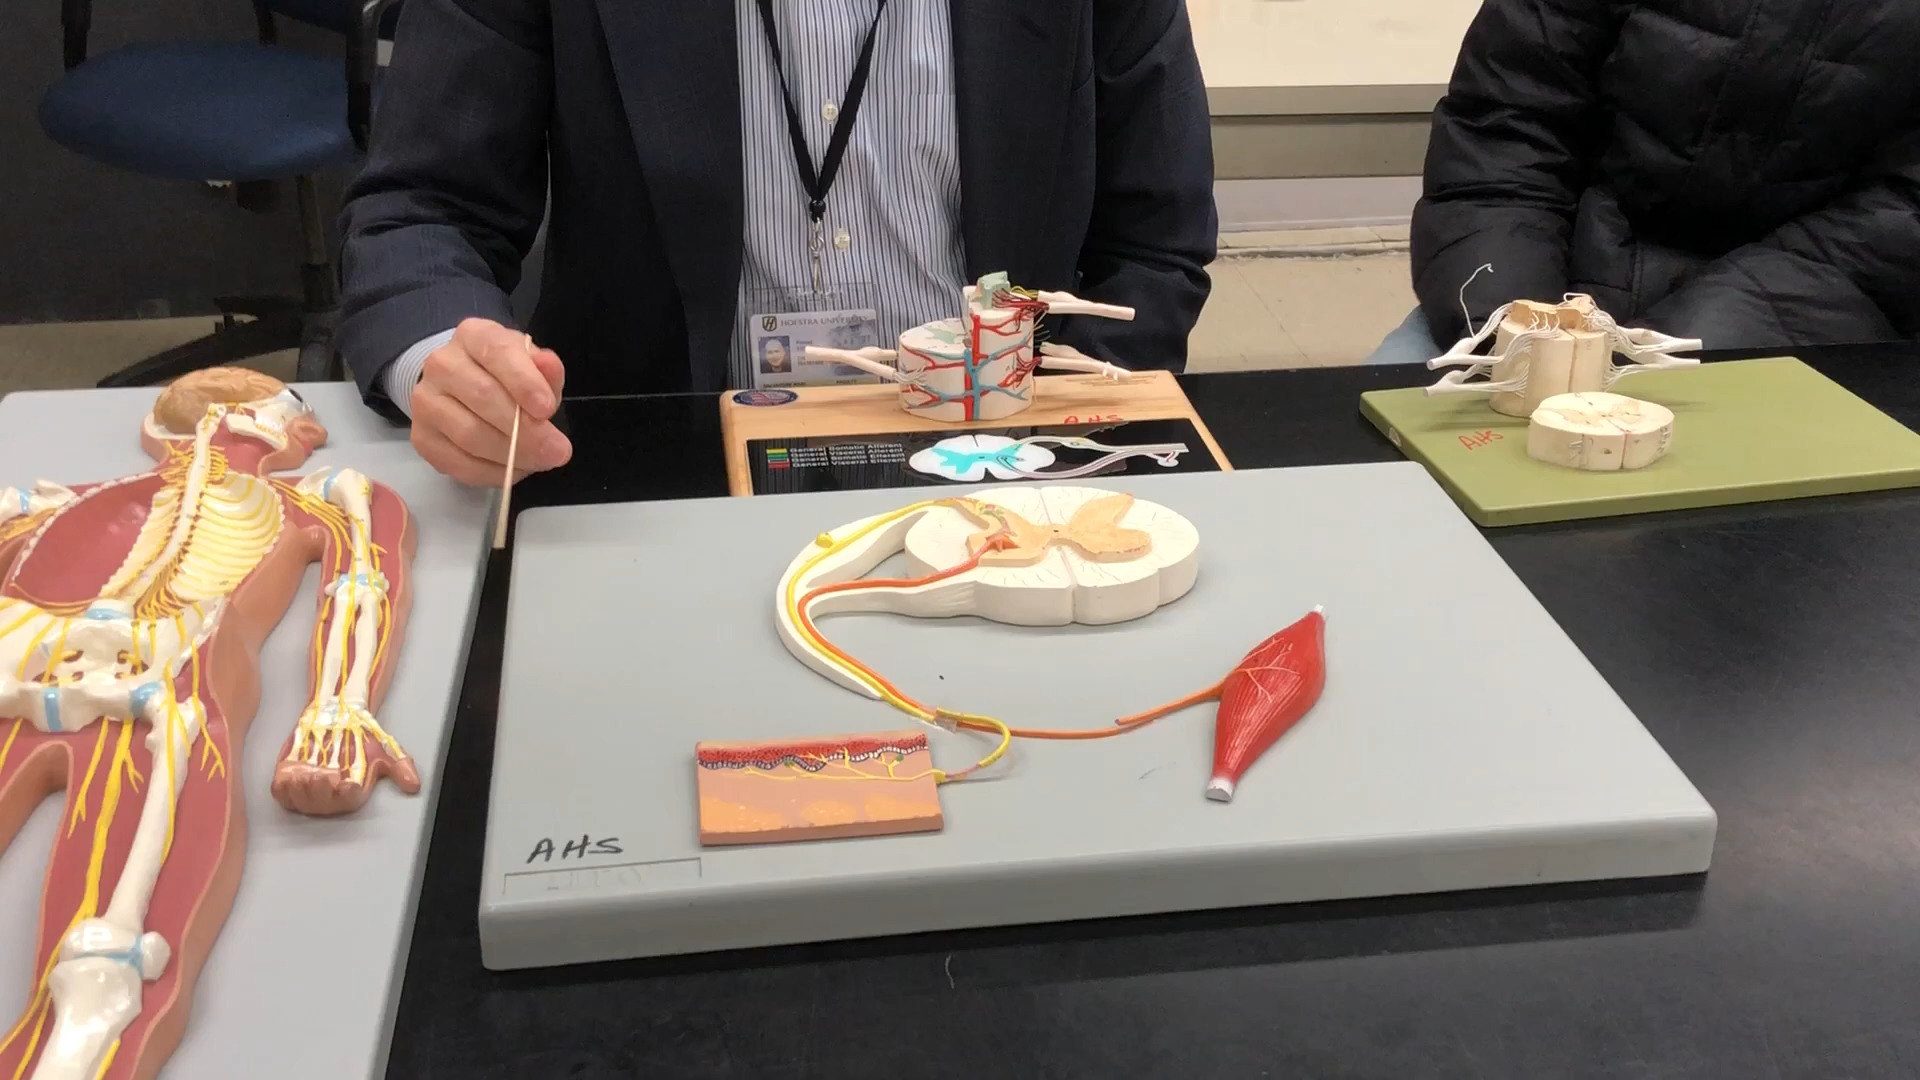 HOFSTRA UNIVERSITY
AHS
General Somatic Afferent
General Visceral Afferent
General Somatic Efferent
General Visceral Efferent
AHS
AHS